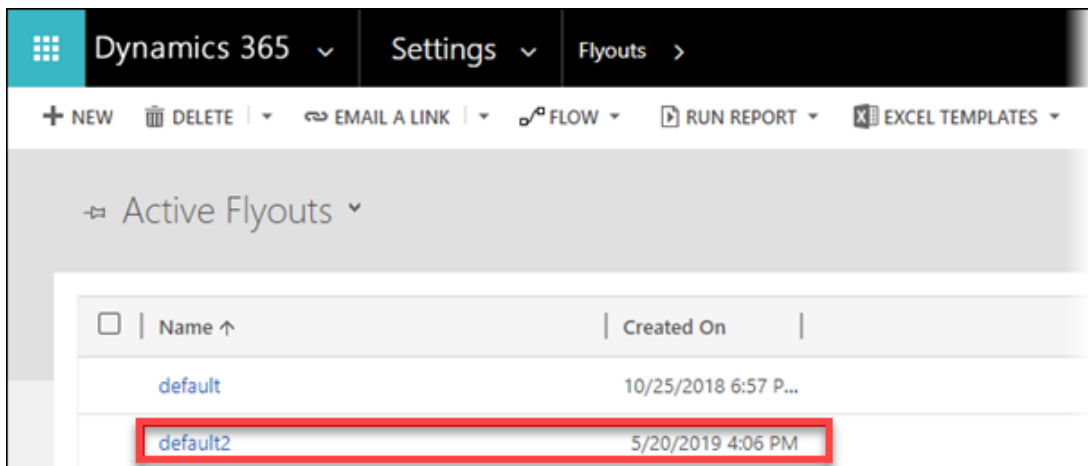 Dynamics 365 Settings Flyouts >
+ NEW DELETE EMAIL A LINK FLOW RUN REPORT EXCEL TEMPLATES
Active Flyouts
Name ↑ Created On
default 10/25/2018 6:57 P...
default2 5/20/2019 4:06 PM